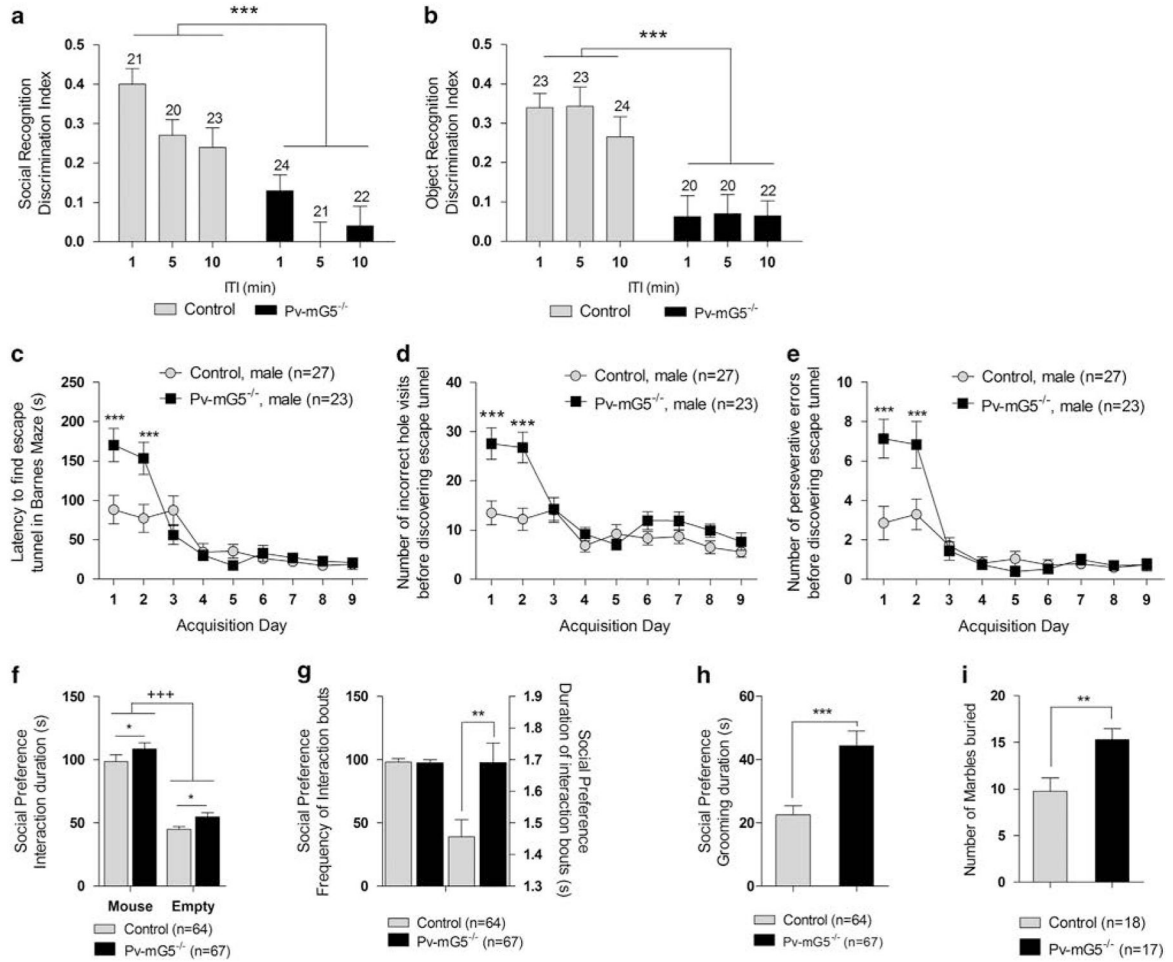 a
***
Social Recognition
Discrimination Index
0.5
0.4
0.3
0.2
0.1
0.0
21
20
23
24
21
22
1 5 10 1 5 10
ITI (min)
Control Pv-mG5-/-
b
***
Object Recognition
Discrimination Index
0.5
0.4
0.3
0.2
0.1
0.0
23
23
24
20
20
22
1 5 10 1 5 10
ITI (min)
Control Pv-mG5-/-
c
Control, male (n=27)
Pv-mG5-/-, male (n=23)
Latency to find escape
tunnel in Barnes Maze (s)
250
200
150
100
50
0
***
***
1 2 3 4 5 6 7 8 9
Acquisition Day
d
Control, male (n=27)
Pv-mG5-/-, male (n=23)
Number of incorrect hole visits
before discovering escape tunnel
40
30
20
10
0
***
***
1 2 3 4 5 6 7 8 9
Acquisition Day
e
Control, male (n=27)
Pv-mG5-/-, male (n=23)
Number of perseverative errors
before discovering escape tunnel
10
8
6
4
2
0
***
***
1 2 3 4 5 6 7 8 9
Acquisition Day
f
Social Preference
Interaction duration (s)
150
100
50
0
+++
*
*
Mouse Empty
Control (n=64)
Pv-mG5-/- (n=67)
g
Social Preference
Frequency of Interaction bouts
150
100
50
0
**
1.9
1.8
1.7
1.6
1.5
1.4
1.3
Social Preference
Duration of interaction bouts (s)
Control (n=64)
Pv-mG5-/- (n=67)
h
Social Preference
Grooming duration (s)
60
40
20
0
***
Control (n=64)
Pv-mG5-/- (n=67)
i
Number of Marbles buried
20
15
10
5
0
**
Control (n=18)
Pv-mG5-/- (n=17)